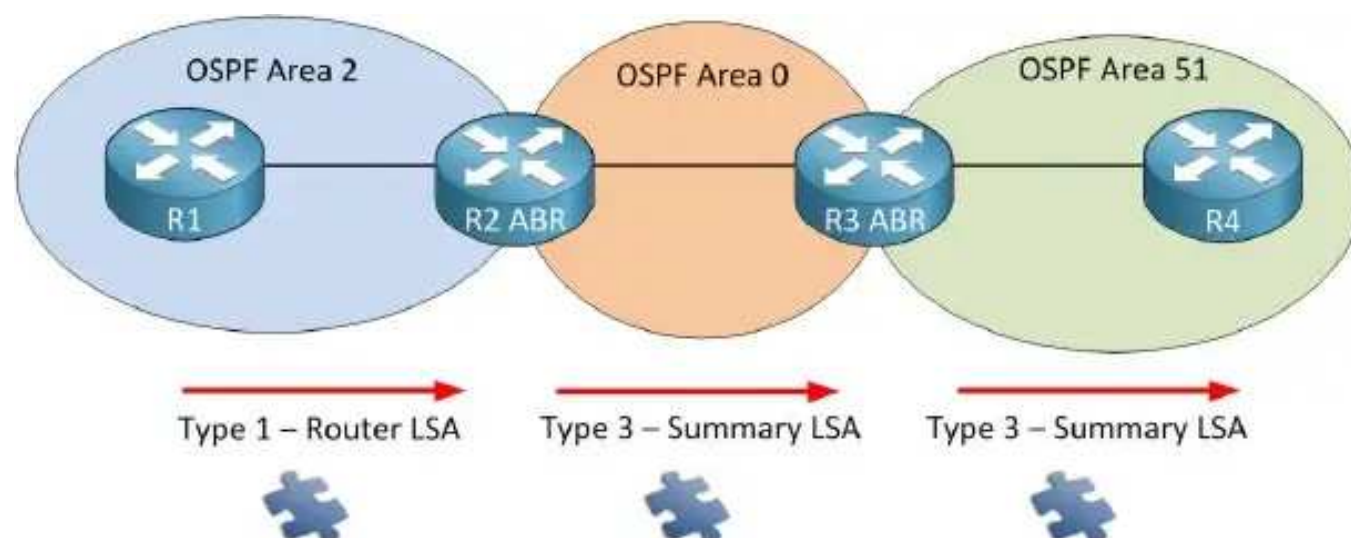 OSPF Area 2
OSPF Area 0
OSPF Area 51
R1
R2 ABR
R3 ABR
R4
Type 1 – Router LSA
Type 3 – Summary LSA
Type 3 – Summary LSA